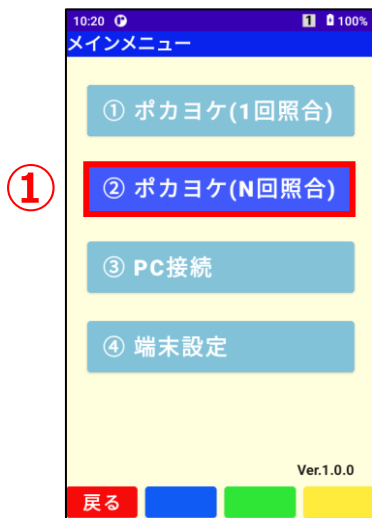 10:20 1 100%
メインメニュー
① ポカヨケ(1回照合)
①
② ポカヨケ(N回照合)
③ PC接続
④ 端末設定
Ver.1.0.0
戻る